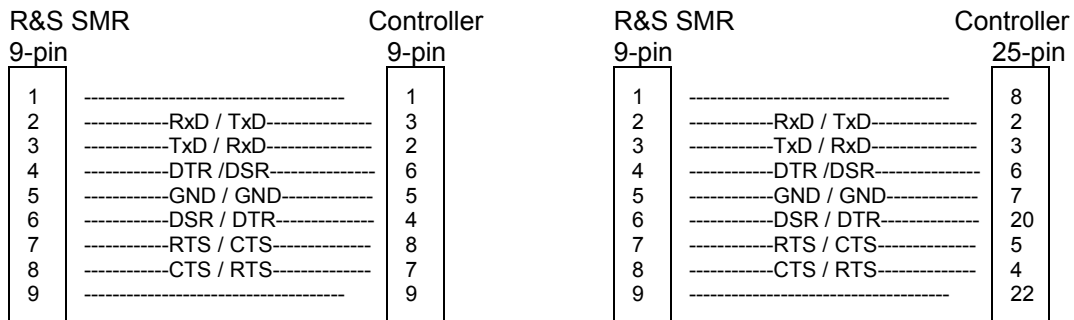 R&S SMR Controller
9-pin 9-pin
1 ------------------------------------- 1
2 ------------RxD / TxD--------------- 3
3 ------------TxD / RxD--------------- 2
4 ------------DTR /DSR--------------- 6
5 ------------GND / GND------------- 5
6 ------------DSR / DTR-------------- 4
7 ------------RTS / CTS-------------- 8
8 ------------CTS / RTS-------------- 7
9 ------------------------------------- 9
R&S SMR Controller
9-pin 25-pin
1 ------------------------------------- 8
2 ------------RxD / TxD--------------- 2
3 ------------TxD / RxD--------------- 3
4 ------------DTR /DSR--------------- 6
5 ------------GND / GND------------- 7
6 ------------DSR / DTR-------------- 20
7 ------------RTS / CTS-------------- 5
8 ------------CTS / RTS-------------- 4
9 ------------------------------------- 22